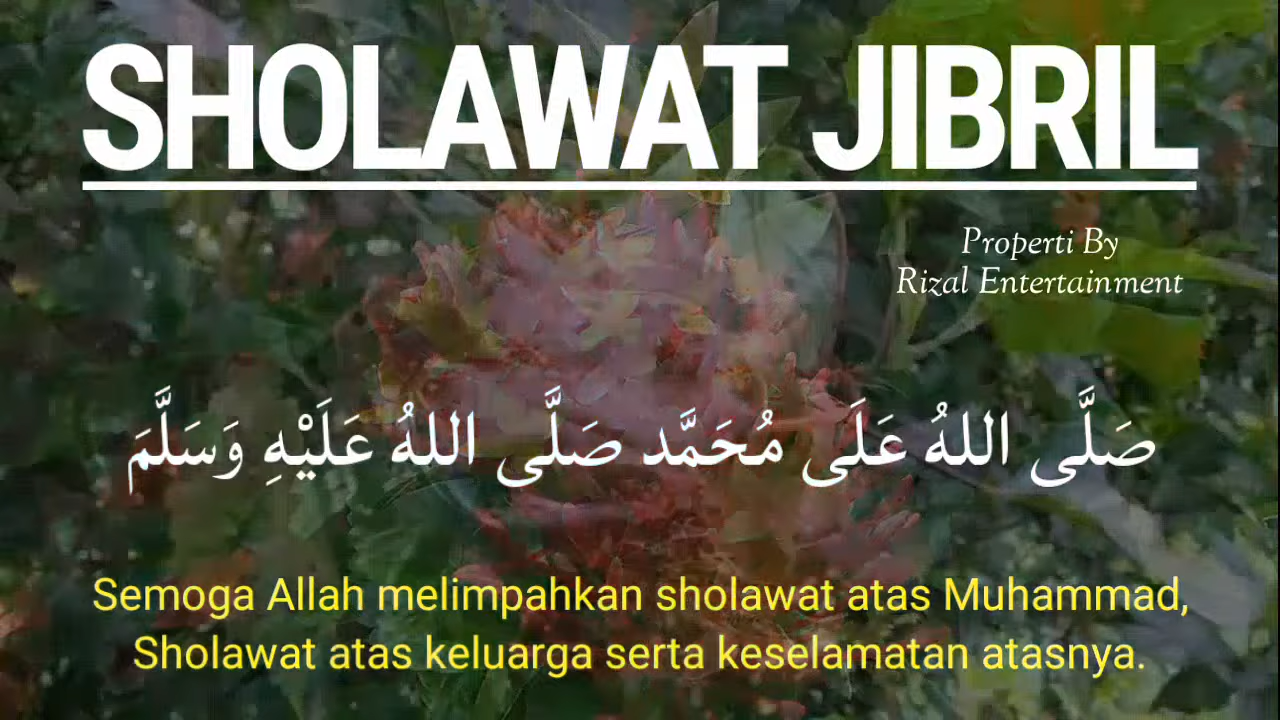 SHOLAWAT JIBRIL
Properti By
Rizal Entertainment
صَلَّى اللهُ عَلَى مُحَمَّد صَلَّى اللهُ عَلَيْهِ وَسَلَّمَ
Semoga Allah melimpahkan sholawat atas Muhammad,
Sholawat atas keluarga serta keselamatan atasnya.